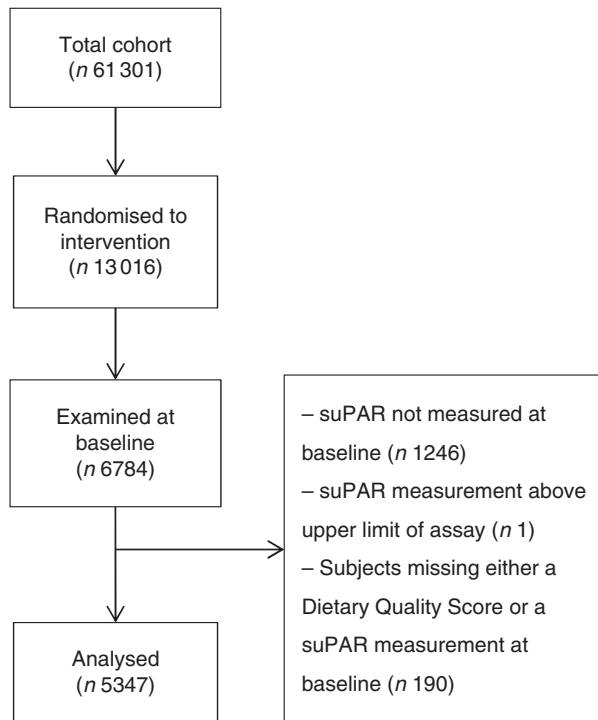 Total cohort
(n 61 301)
Randomised to
intervention
(n 13 016)
Examined at
baseline
(n 6784)
– suPAR not measured at
baseline (n 1246)
– suPAR measurement above
upper limit of assay (n 1)
– Subjects missing either a
Dietary Quality Score or a
suPAR measurement at
baseline (n 190)
Analysed
(n 5347)